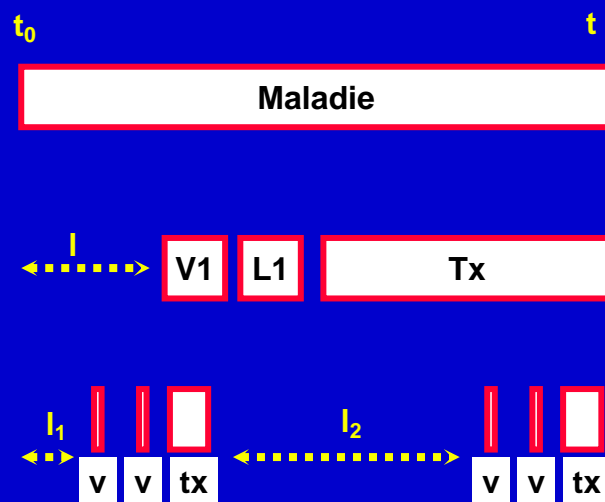 t₀ t
Maladie
I
V1 L1 Tx
I₁ I₂
v v tx v v tx